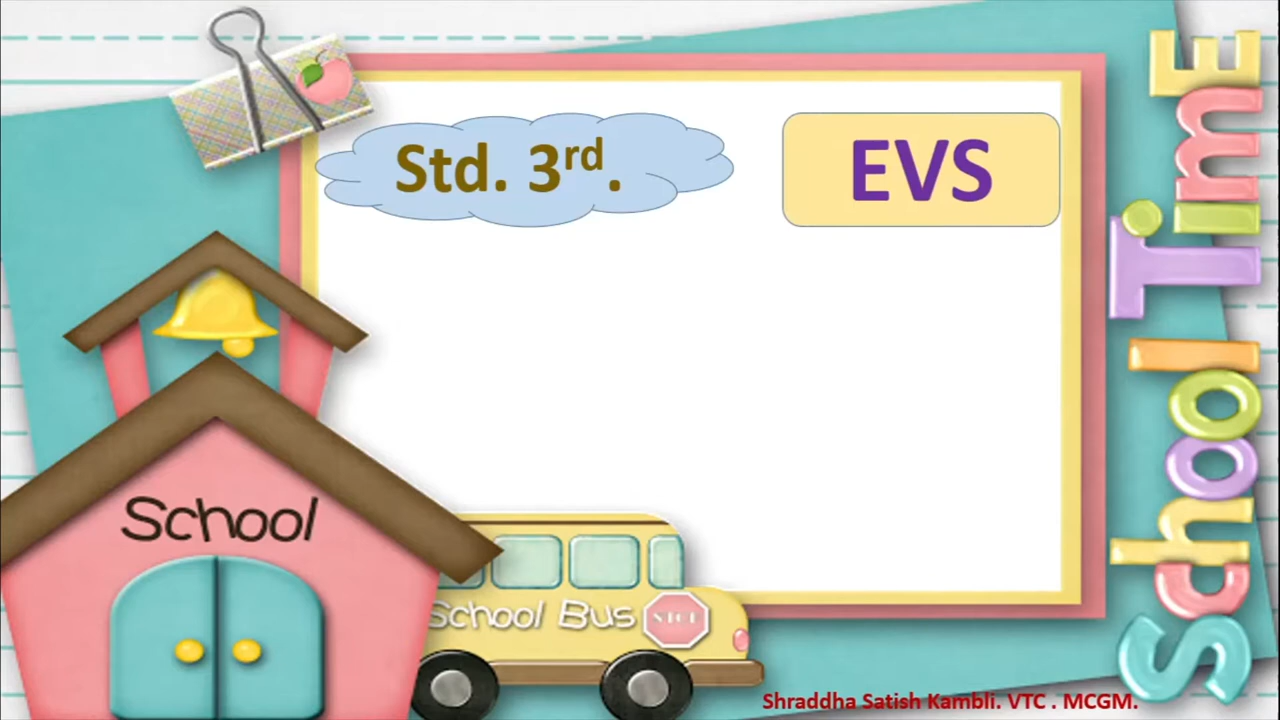 Std. 3rd.
EVS
School Time
School
School Bus
STOP
Shraddha Satish Kambli. VTC . MCGM.